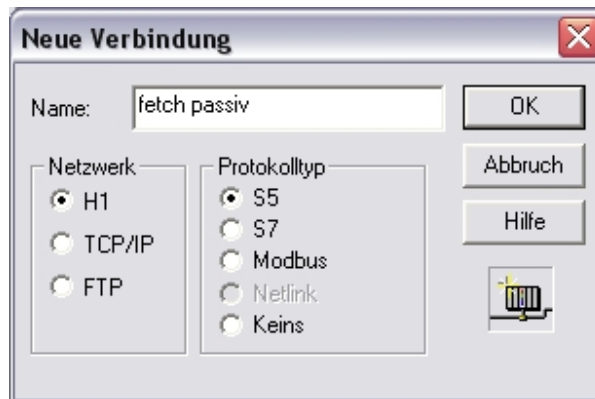 Neue Verbindung
Name: fetch passiv
OK
Netzwerk
H1
TCP/IP
FTP
Protokolltyp
S5
S7
Modbus
Netlink
Keins
Abbruch
Hilfe